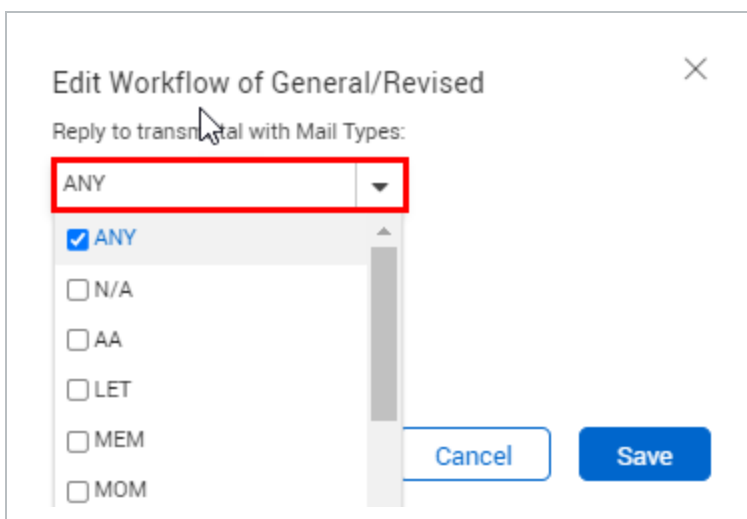 Edit Workflow of General/Revised
Reply to transmittal with Mail Types:
ANY
ANY
N/A
AA
LET
MEM
MOM
Cancel
Save